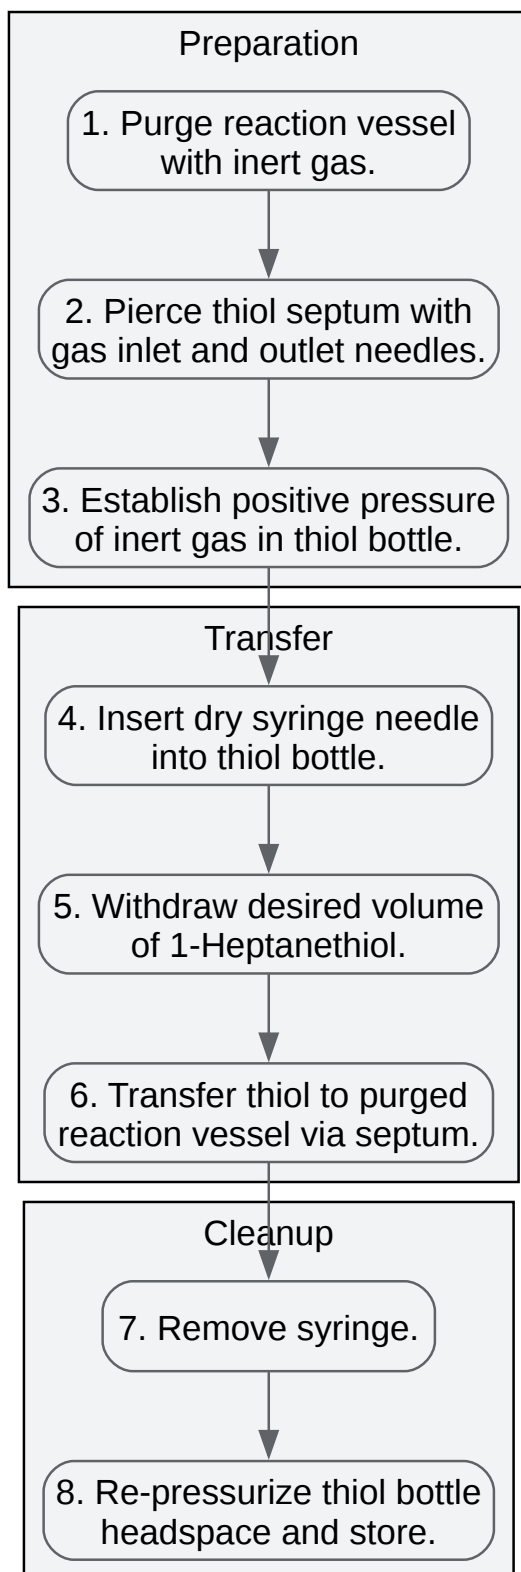 Preparation
1. Purge reaction vessel
with inert gas.
2. Pierce thiol septum with
gas inlet and outlet needles.
3. Establish positive pressure
of inert gas in thiol bottle.
Transfer
4. Insert dry syringe needle
into thiol bottle.
5. Withdraw desired volume
of 1-Heptanethiol.
6. Transfer thiol to purged
reaction vessel via septum.
Cleanup
7. Remove syringe.
8. Re-pressurize thiol bottle
headspace and store.